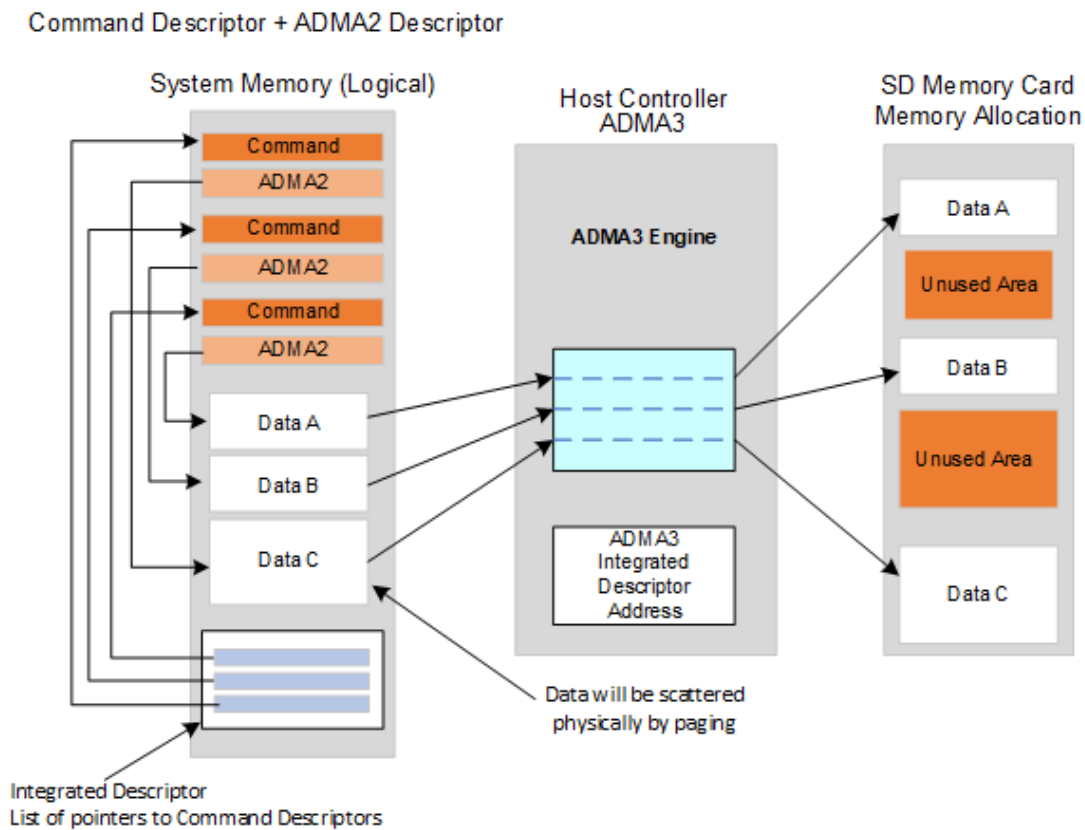 Command Descriptor + ADMA2 Descriptor
System Memory (Logical)
Command
ADMA2
Command
ADMA2
Command
ADMA2
Data A
Data B
Data C
Integrated Descriptor
List of pointers to Command Descriptors
Host Controller
ADMA3
ADMA3 Engine
ADMA3
Integrated
Descriptor
Address
Data will be scattered
physically by paging
SD Memory Card
Memory Allocation
Data A
Unused Area
Data B
Unused Area
Data C